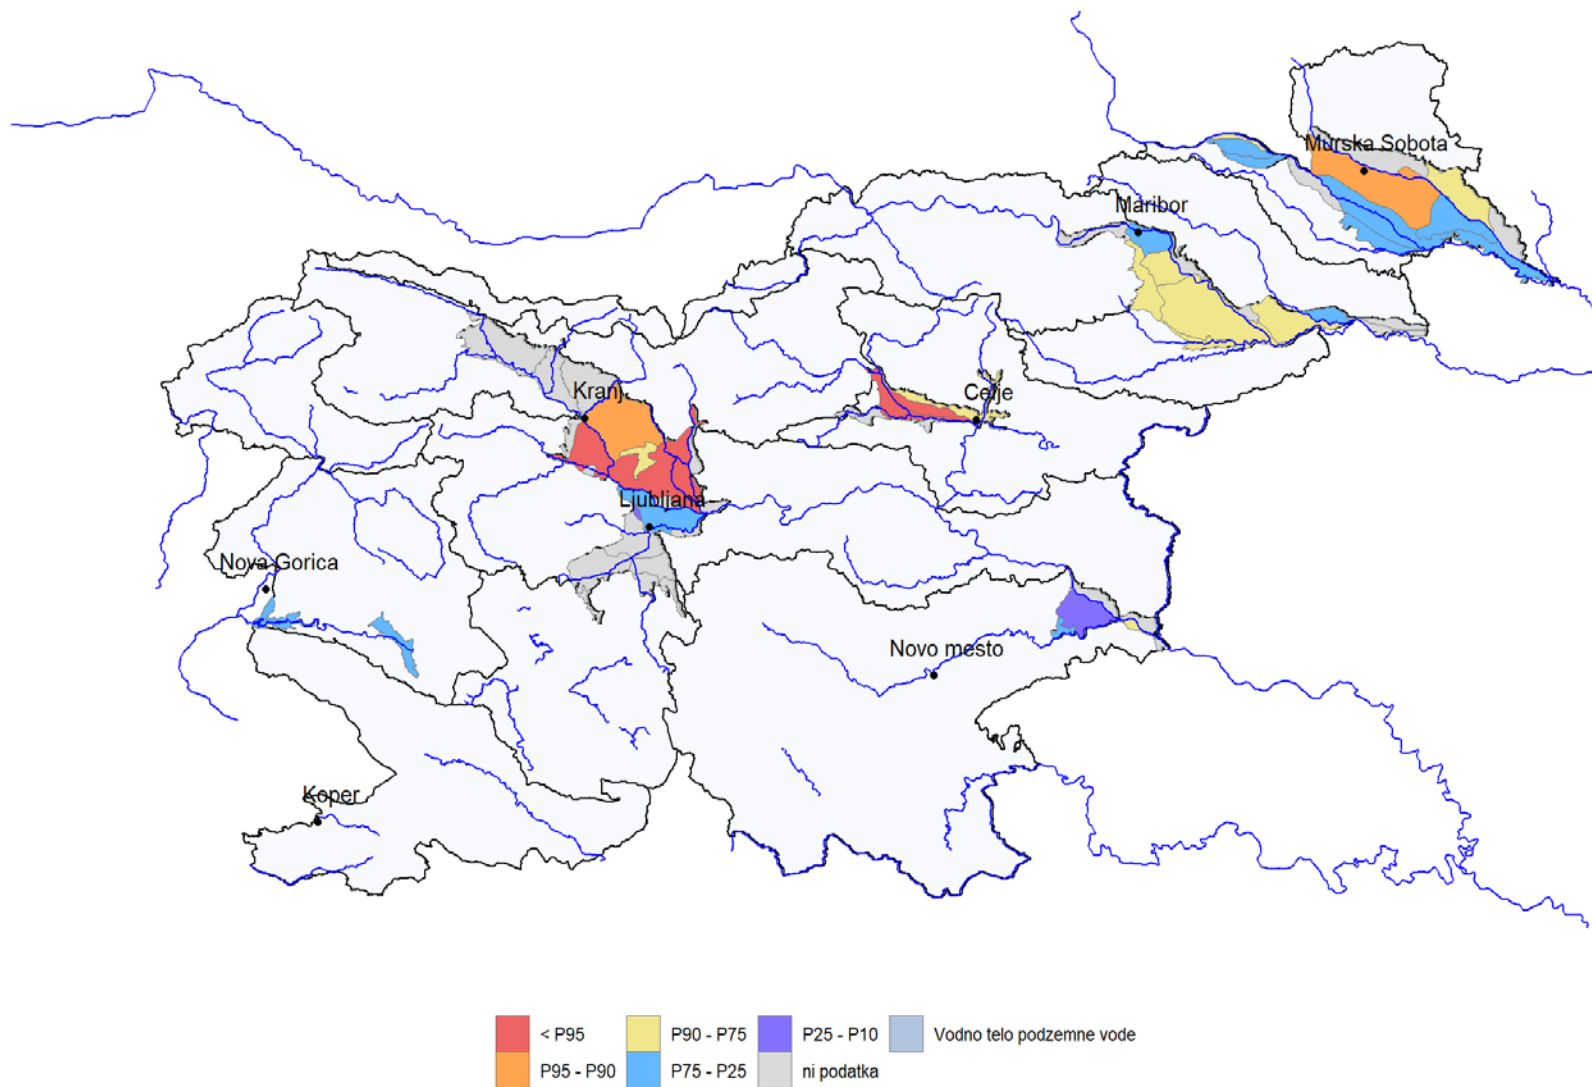 Murska Sobota
Maribor
Kranj
Celje
Ljubljana
Nova Gorica
Novo mesto
Koper
< P95
P90 - P75
P25 - P10
Vodno telo podzemne vode
P95 - P90
P75 - P25
ni podatka